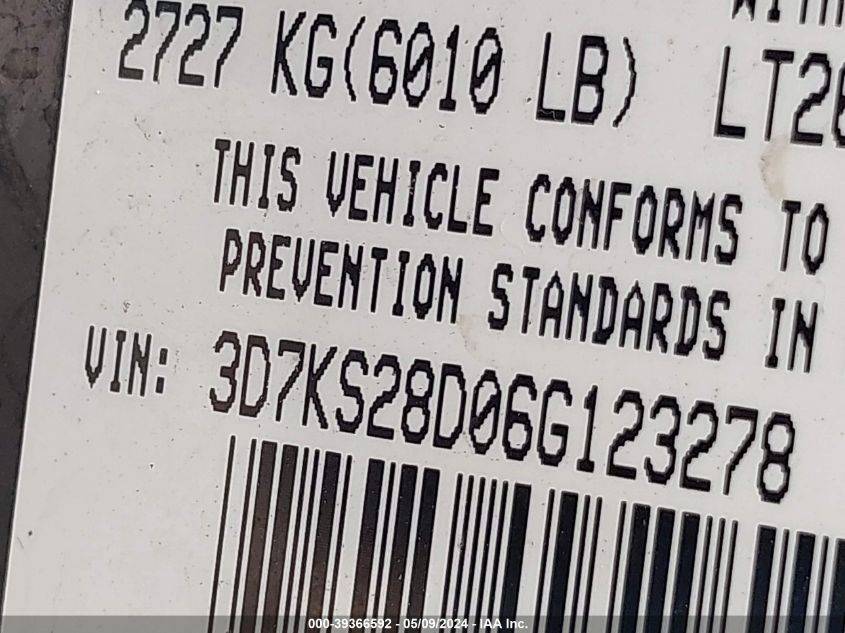 2727 KG(6010 LB) LT26
THIS VEHICLE CONFORMS TO
PREVENTION STANDARDS IN
VIN: 3D7KS28D06G123278
000-39366592 - 05/09/2024 - IAA Inc.